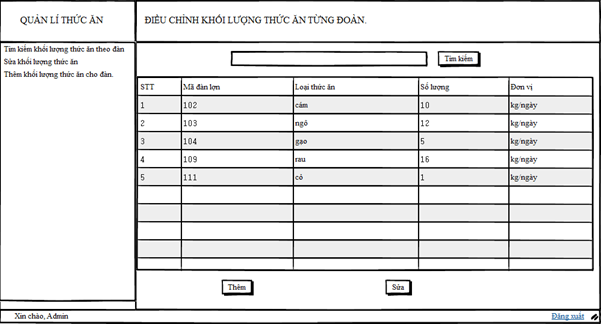 QUẢN LÍ THỨC ĂN
ĐIỀU CHỈNH KHỐI LƯỢNG THỨC ĂN TỪNG ĐOÀN.
Tìm kiếm khối lượng thức ăn theo đàn
Sửa khối lượng thức ăn
Thêm khối lượng thức ăn cho đàn.
Tìm kiếm
STT Mã đàn lợn Loại thức ăn Số lượng Đơn vị
1 102 cám 10 kg/ngày
2 103 ngô 12 kg/ngày
3 104 gạo 5 kg/ngày
4 109 rau 16 kg/ngày
5 111 cỏ 1 kg/ngày
Thêm Sửa
Xin chào, Admin Đăng xuất